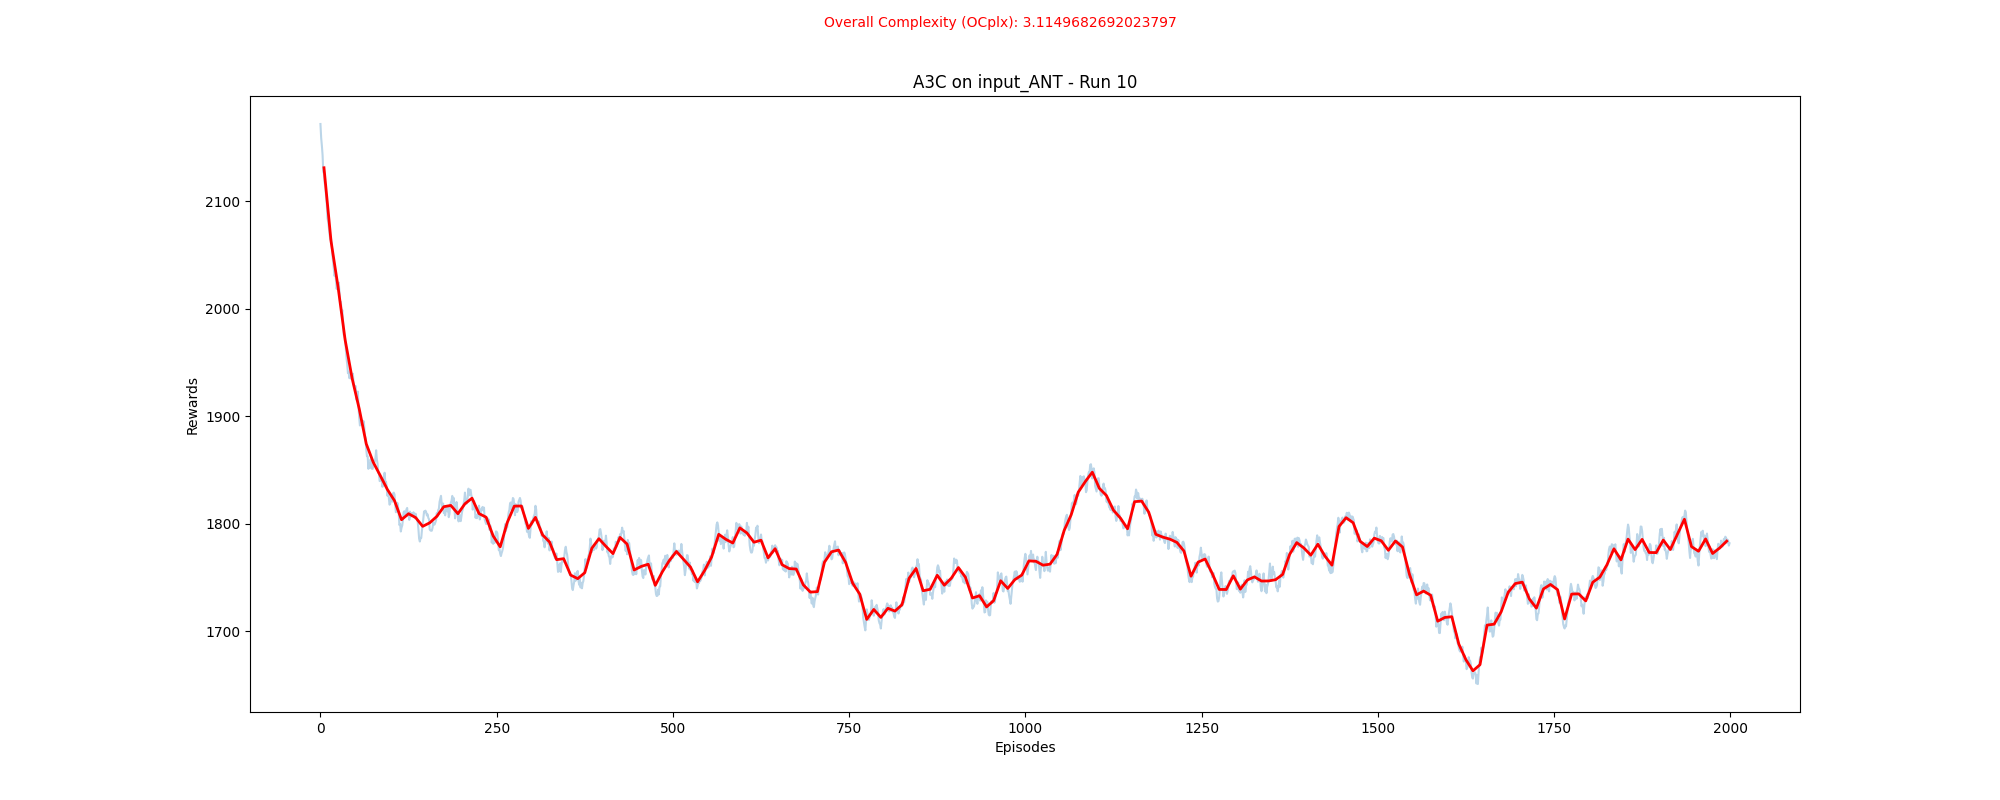 Overall Complexity (OCplx): 3.1149682692023797
A3C on input_ANT - Run 10
Rewards
2100
2000
1900
1800
1700
0 250 500 750 1000 1250 1500 1750 2000
Episodes